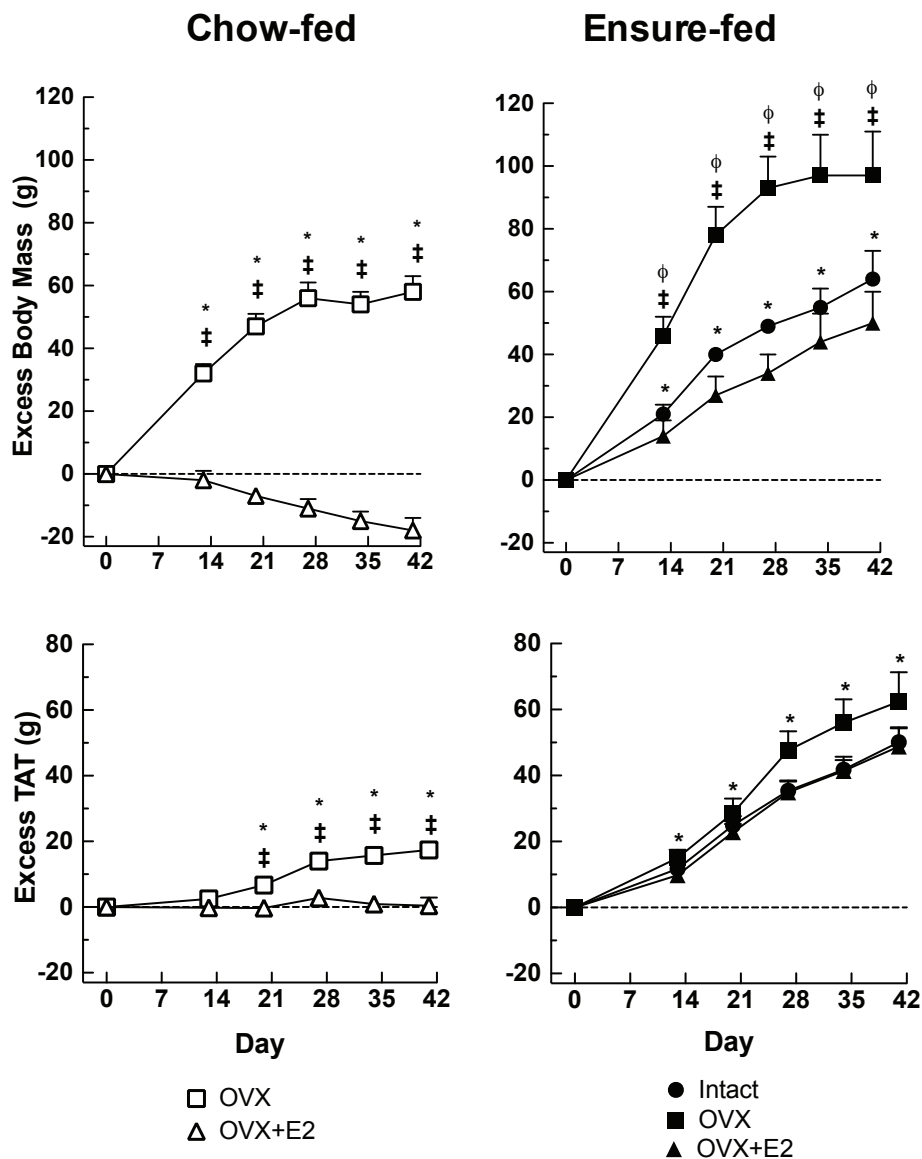 Chow-fed
Ensure-fed
Excess Body Mass (g)
120
100
80
60
40
20
0
-20
* * * * *
‡ ‡ ‡ ‡ ‡
0 7 14 21 28 35 42
120
100
80
60
40
20
0
-20
ϕ ϕ ϕ ϕ ϕ
‡ ‡ ‡ ‡ ‡
* * * * *
0 7 14 21 28 35 42
Excess TAT (g)
80
60
40
20
0
-20
* * * *
‡ ‡ ‡ ‡
0 7 14 21 28 35 42
Day
80
60
40
20
0
-20
* * * * *
0 7 14 21 28 35 42
Day
OVX
OVX+E2
Intact
OVX
OVX+E2